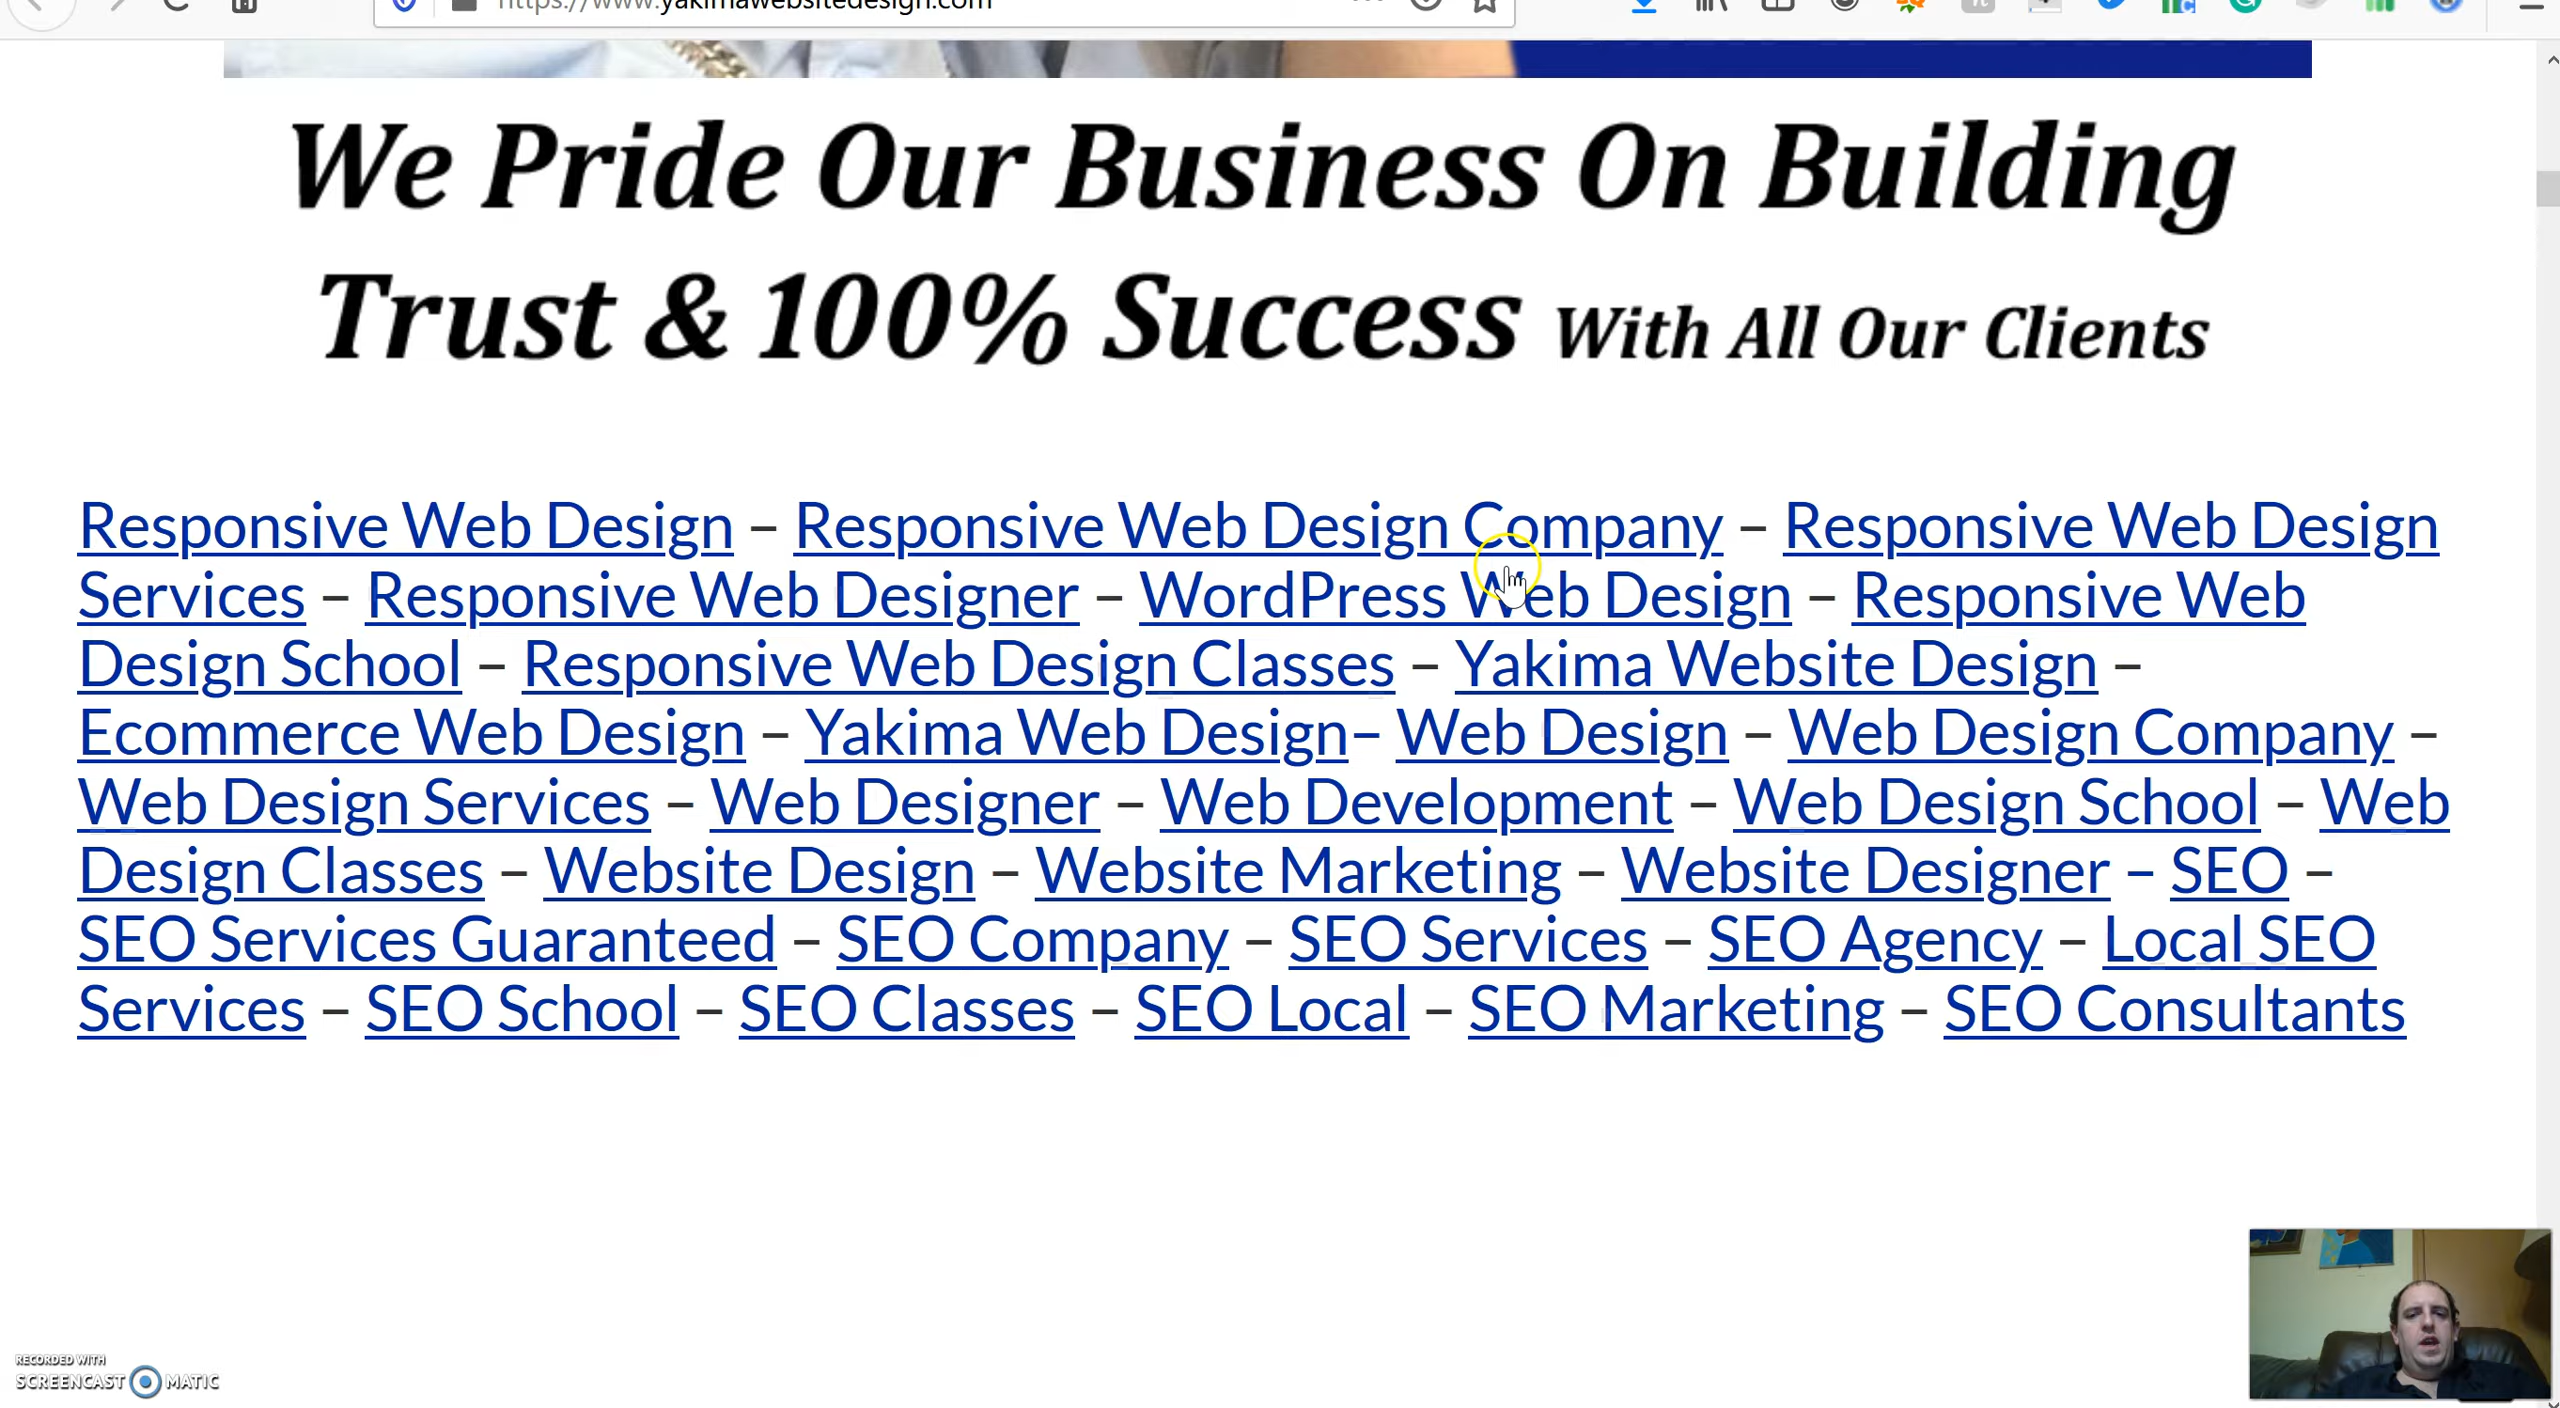 https://www.yakimawebsitedesign.com
We Pride Our Business On Building
Trust & 100% Success With All Our Clients
Responsive Web Design – Responsive Web Design Company – Responsive Web Design
Services – Responsive Web Designer – WordPress Web Design – Responsive Web
Design School – Responsive Web Design Classes – Yakima Website Design –
Ecommerce Web Design – Yakima Web Design– Web Design – Web Design Company –
Web Design Services – Web Designer – Web Development – Web Design School – Web
Design Classes – Website Design – Website Marketing – Website Designer – SEO –
SEO Services Guaranteed – SEO Company – SEO Services – SEO Agency – Local SEO
Services – SEO School – SEO Classes – SEO Local – SEO Marketing – SEO Consultants
RECORDED WITH
SCREENCAST MATIC